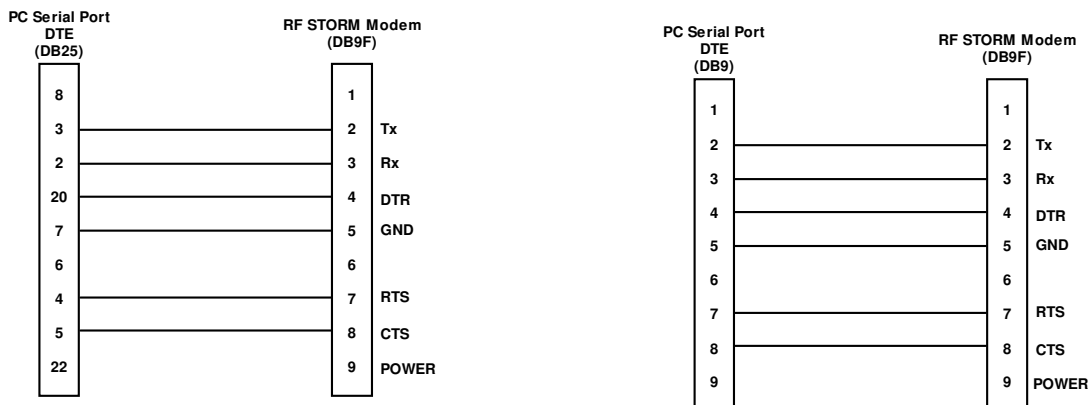 PC Serial Port
DTE
(DB25)
RF STORM Modem
(DB9F)
8 1
3 2 Tx
2 3 Rx
20 4 DTR
7 5 GND
6 6
4 7 RTS
5 8 CTS
22 9 POWER
PC Serial Port
DTE
(DB9)
RF STORM Modem
(DB9F)
1 1
2 2 Tx
3 3 Rx
4 4 DTR
5 5 GND
6 6
7 7 RTS
8 8 CTS
9 9 POWER